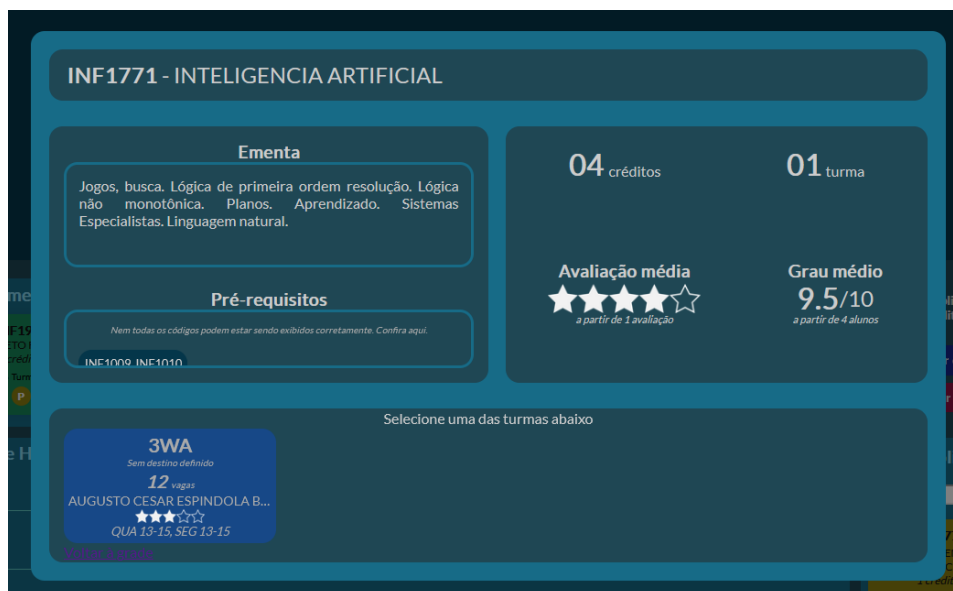 INF1771 - INTELIGENCIA ARTIFICIAL
Ementa
Jogos, busca. Lógica de primeira ordem resolução. Lógica
não monotônica. Planos. Aprendizado. Sistemas
Especialistas. Linguagem natural.
Pré-requisitos
Nem todas os códigos podem estar sendo exibidos corretamente. Confira aqui.
INF1009, INF1010
04 créditos
01 turma
Avaliação média
a partir de 1 avaliação
Grau médio
9.5/10
a partir de 4 alunos
Selecione uma das turmas abaixo
3WA
Sem destino definido
12 vagas
AUGUSTO CESAR ESPINDOLA B...
QUA 13-15, SEG 13-15
Voltar à grade
P